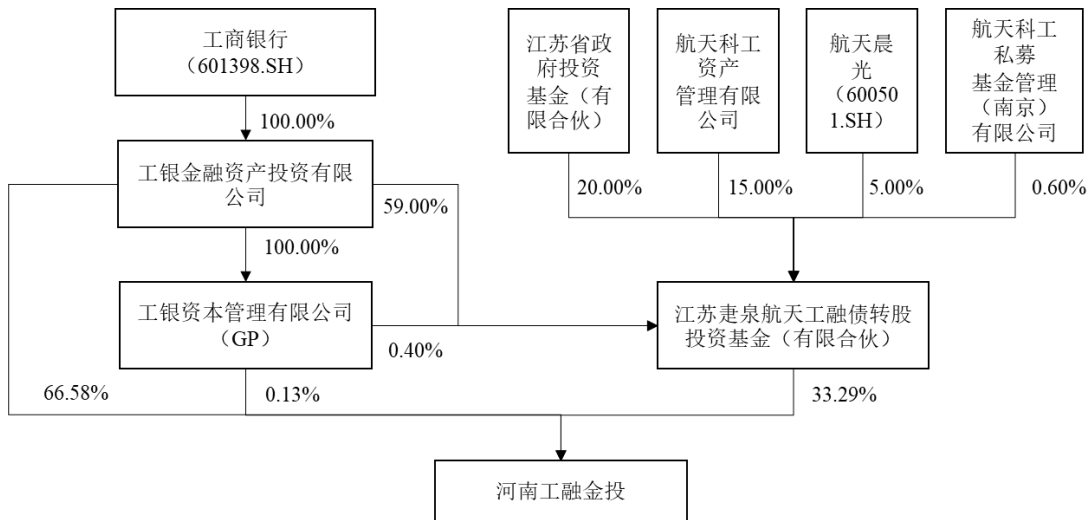 工商银行
（601398.SH）
江苏省政
府投资
基金（有
限合伙）
航天科工
资产
管理有限
公司
航天晨
光
（60050
1.SH）
航天科工
私募
基金管理
（南京）
有限公司
100.00%
工银金融资产投资有限
公司
59.00%
20.00%
15.00%
5.00%
0.60%
100.00%
工银资本管理有限公司
（GP）
0.40%
江苏疌泉航天工融债转股
投资基金（有限合伙）
66.58%
0.13%
33.29%
河南工融金投